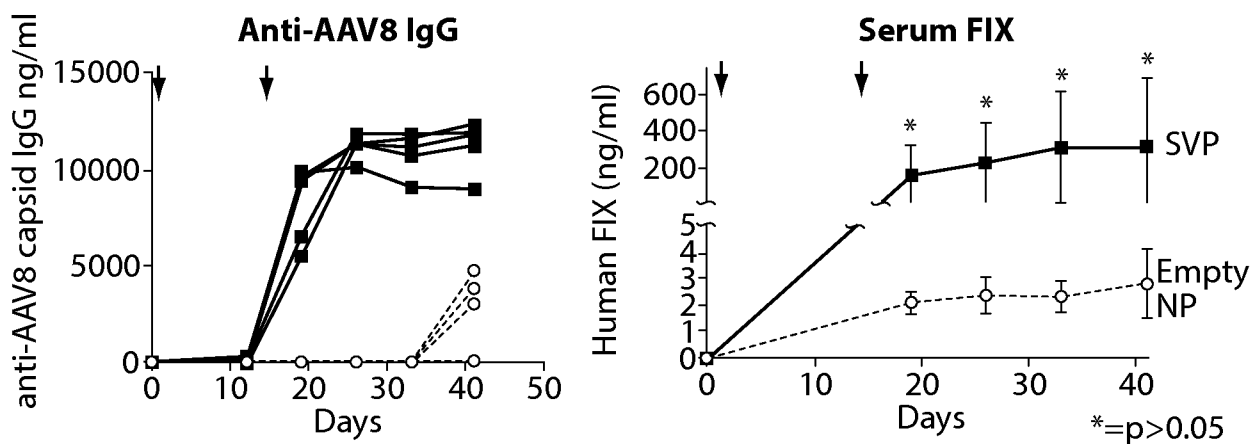 Anti-AAV8 IgG
anti-AAV8 capsid IgG ng/ml
15000
10000
5000
0
0 10 20 30 40 50
Days
Serum FIX
Human FIX (ng/ml)
600
400
200
5
4
3
2
1
0
0 10 20 30 40
Days
* * * *
SVP
Empty
NP
*=p>0.05